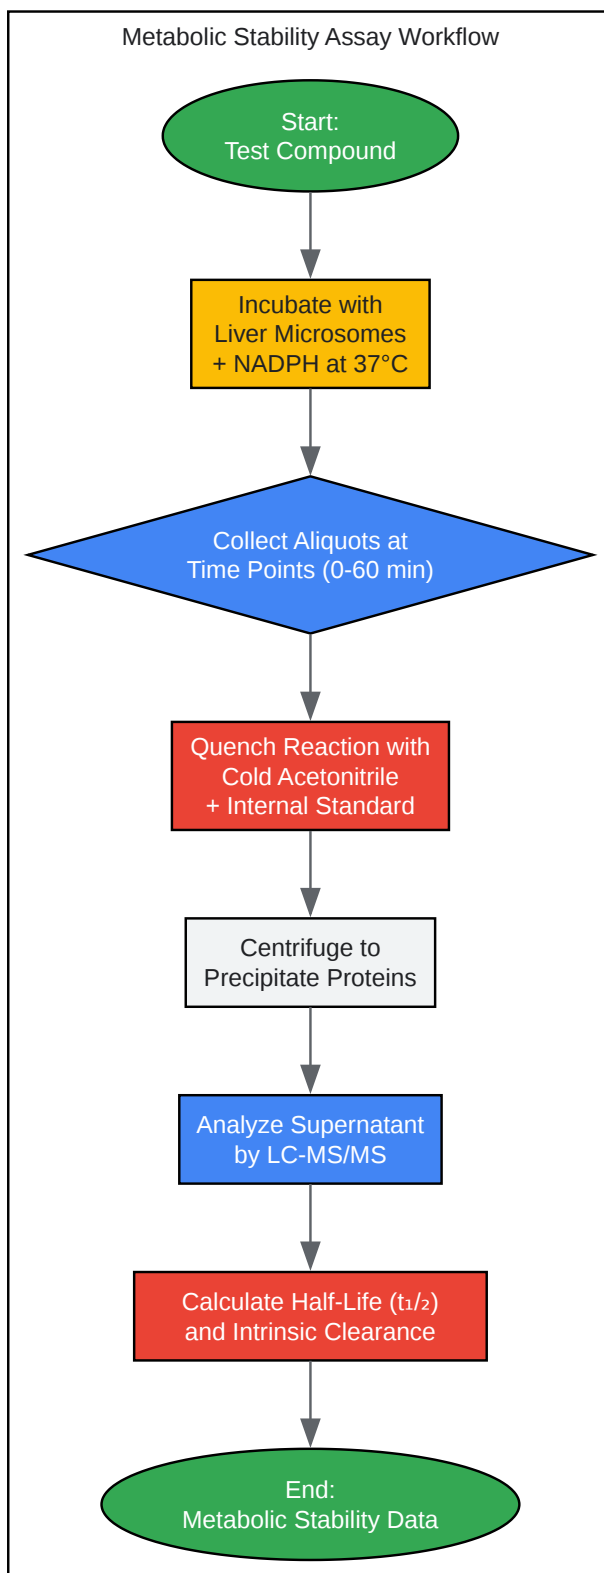 Metabolic Stability Assay Workflow
Start:
Test Compound
Incubate with
Liver Microsomes
+ NADPH at 37°C
Collect Aliquots at
Time Points (0-60 min)
Quench Reaction with
Cold Acetonitrile
+ Internal Standard
Centrifuge to
Precipitate Proteins
Analyze Supernatant
by LC-MS/MS
Calculate Half-Life (t₁/₂)
and Intrinsic Clearance
End:
Metabolic Stability Data